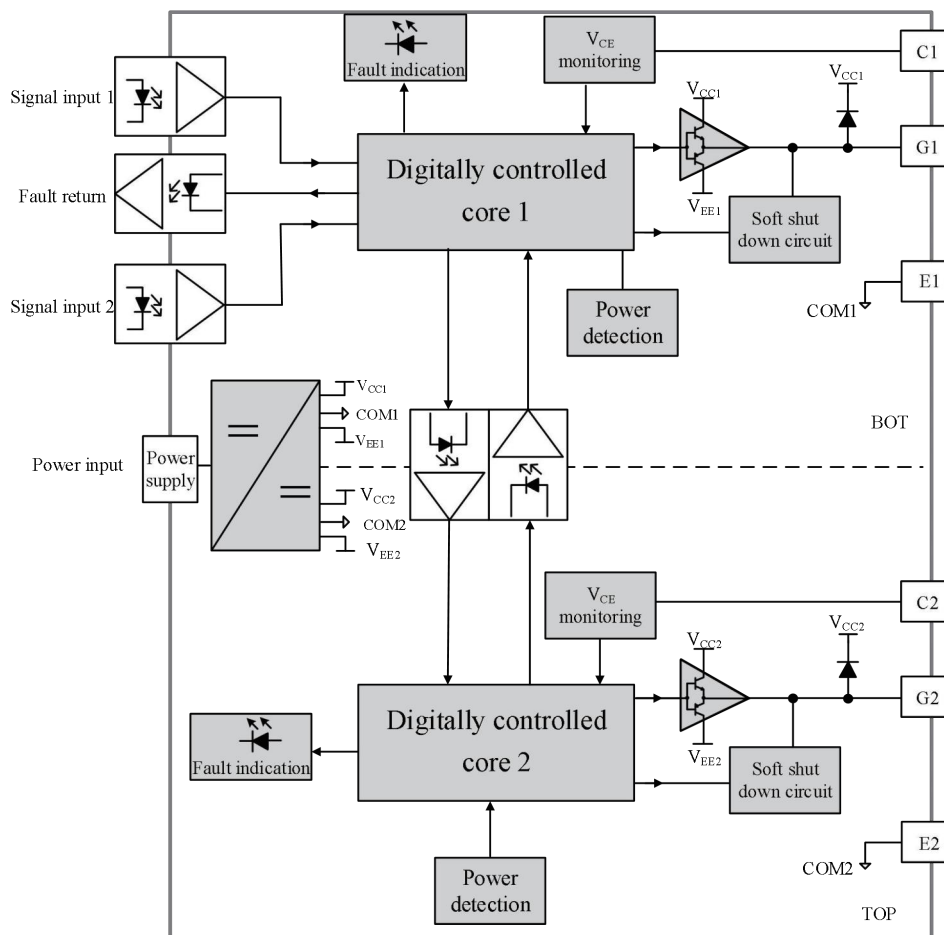 Signal input 1
Fault return
Signal input 2
Fault indication
V_CE
monitoring
C1
V_CC1
V_CC1
G1
Digitally controlled
core 1
V_EE1
Soft shut
down circuit
E1
COM1
Power
detection
V_CC1
COM1
V_EE1
BOT
Power input
Power
supply
V_CC2
COM2
V_EE2
V_CE
monitoring
C2
V_CC2
V_CC2
G2
Digitally controlled
core 2
Fault indication
V_EE2
Soft shut
down circuit
E2
COM2
Power
detection
TOP